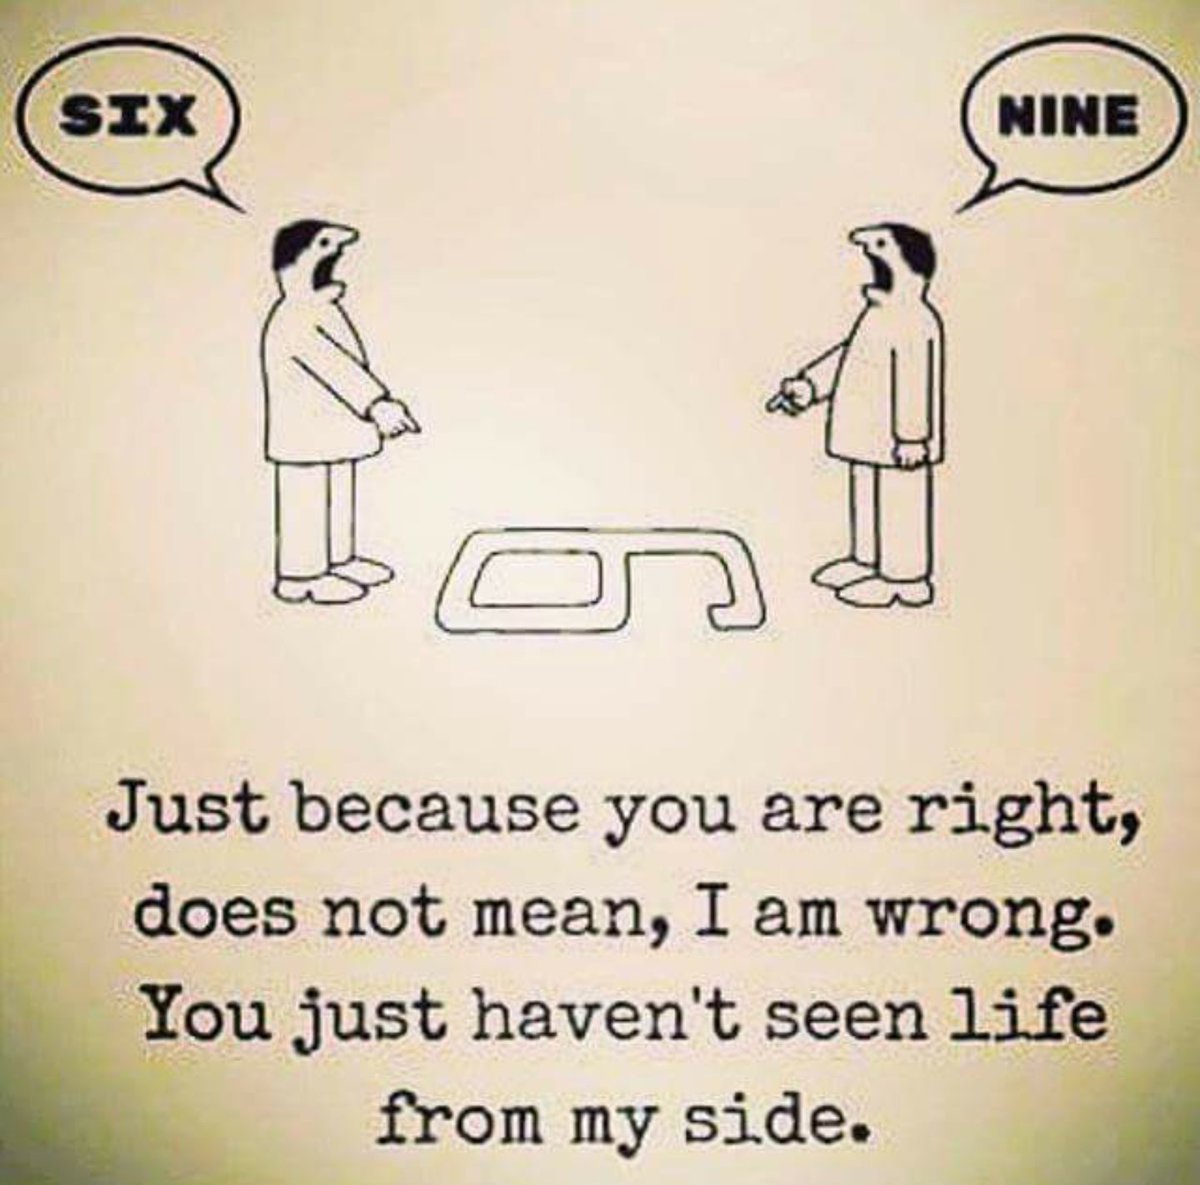 SIX
NINE
Just because you are right,
does not mean, I am wrong.
You just haven't seen life
from my side.